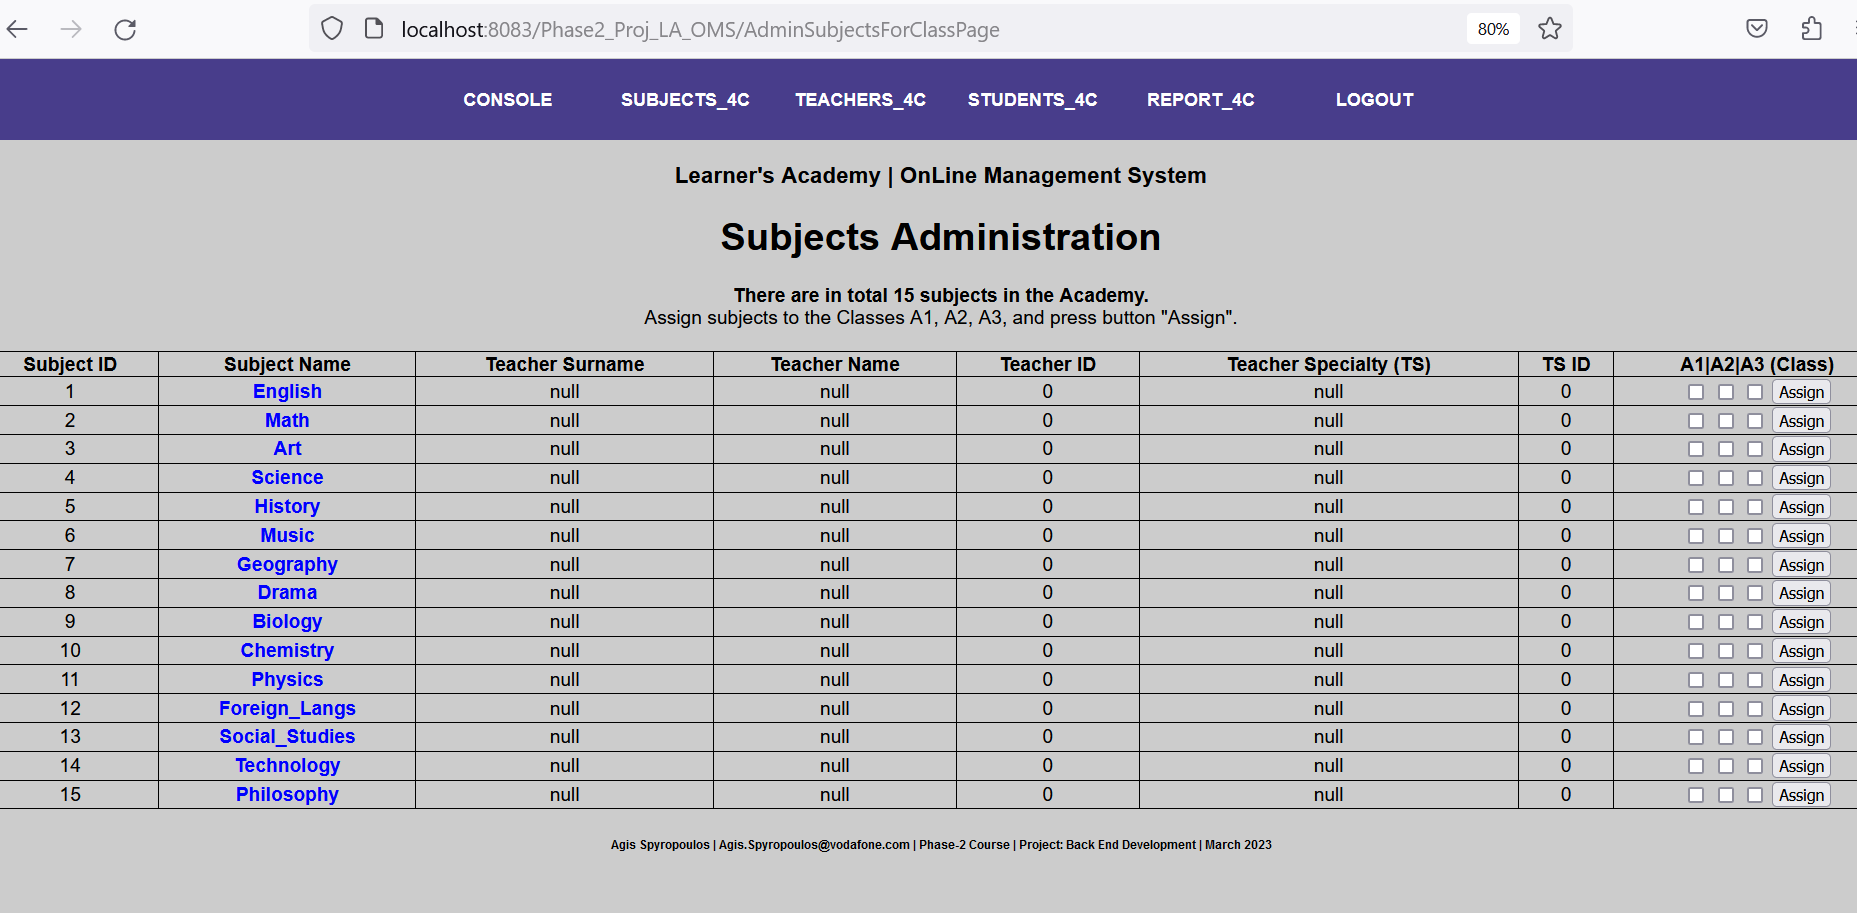 localhost:8083/Phase2_Proj_LA_OMS/AdminSubjectsForClassPage 80%
CONSOLE SUBJECTS_4C TEACHERS_4C STUDENTS_4C REPORT_4C LOGOUT
Learner's Academy | OnLine Management System
Subjects Administration
There are in total 15 subjects in the Academy.
Assign subjects to the Classes A1, A2, A3, and press button "Assign".
Subject ID Subject Name Teacher Surname Teacher Name Teacher ID Teacher Specialty (TS) TS ID A1|A2|A3 (Class)
1 English null null 0 null 0 Assign
2 Math null null 0 null 0 Assign
3 Art null null 0 null 0 Assign
4 Science null null 0 null 0 Assign
5 History null null 0 null 0 Assign
6 Music null null 0 null 0 Assign
7 Geography null null 0 null 0 Assign
8 Drama null null 0 null 0 Assign
9 Biology null null 0 null 0 Assign
10 Chemistry null null 0 null 0 Assign
11 Physics null null 0 null 0 Assign
12 Foreign_Langs null null 0 null 0 Assign
13 Social_Studies null null 0 null 0 Assign
14 Technology null null 0 null 0 Assign
15 Philosophy null null 0 null 0 Assign
Agis Spyropoulos | Agis.Spyropoulos@vodafone.com | Phase-2 Course | Project: Back End Development | March 2023